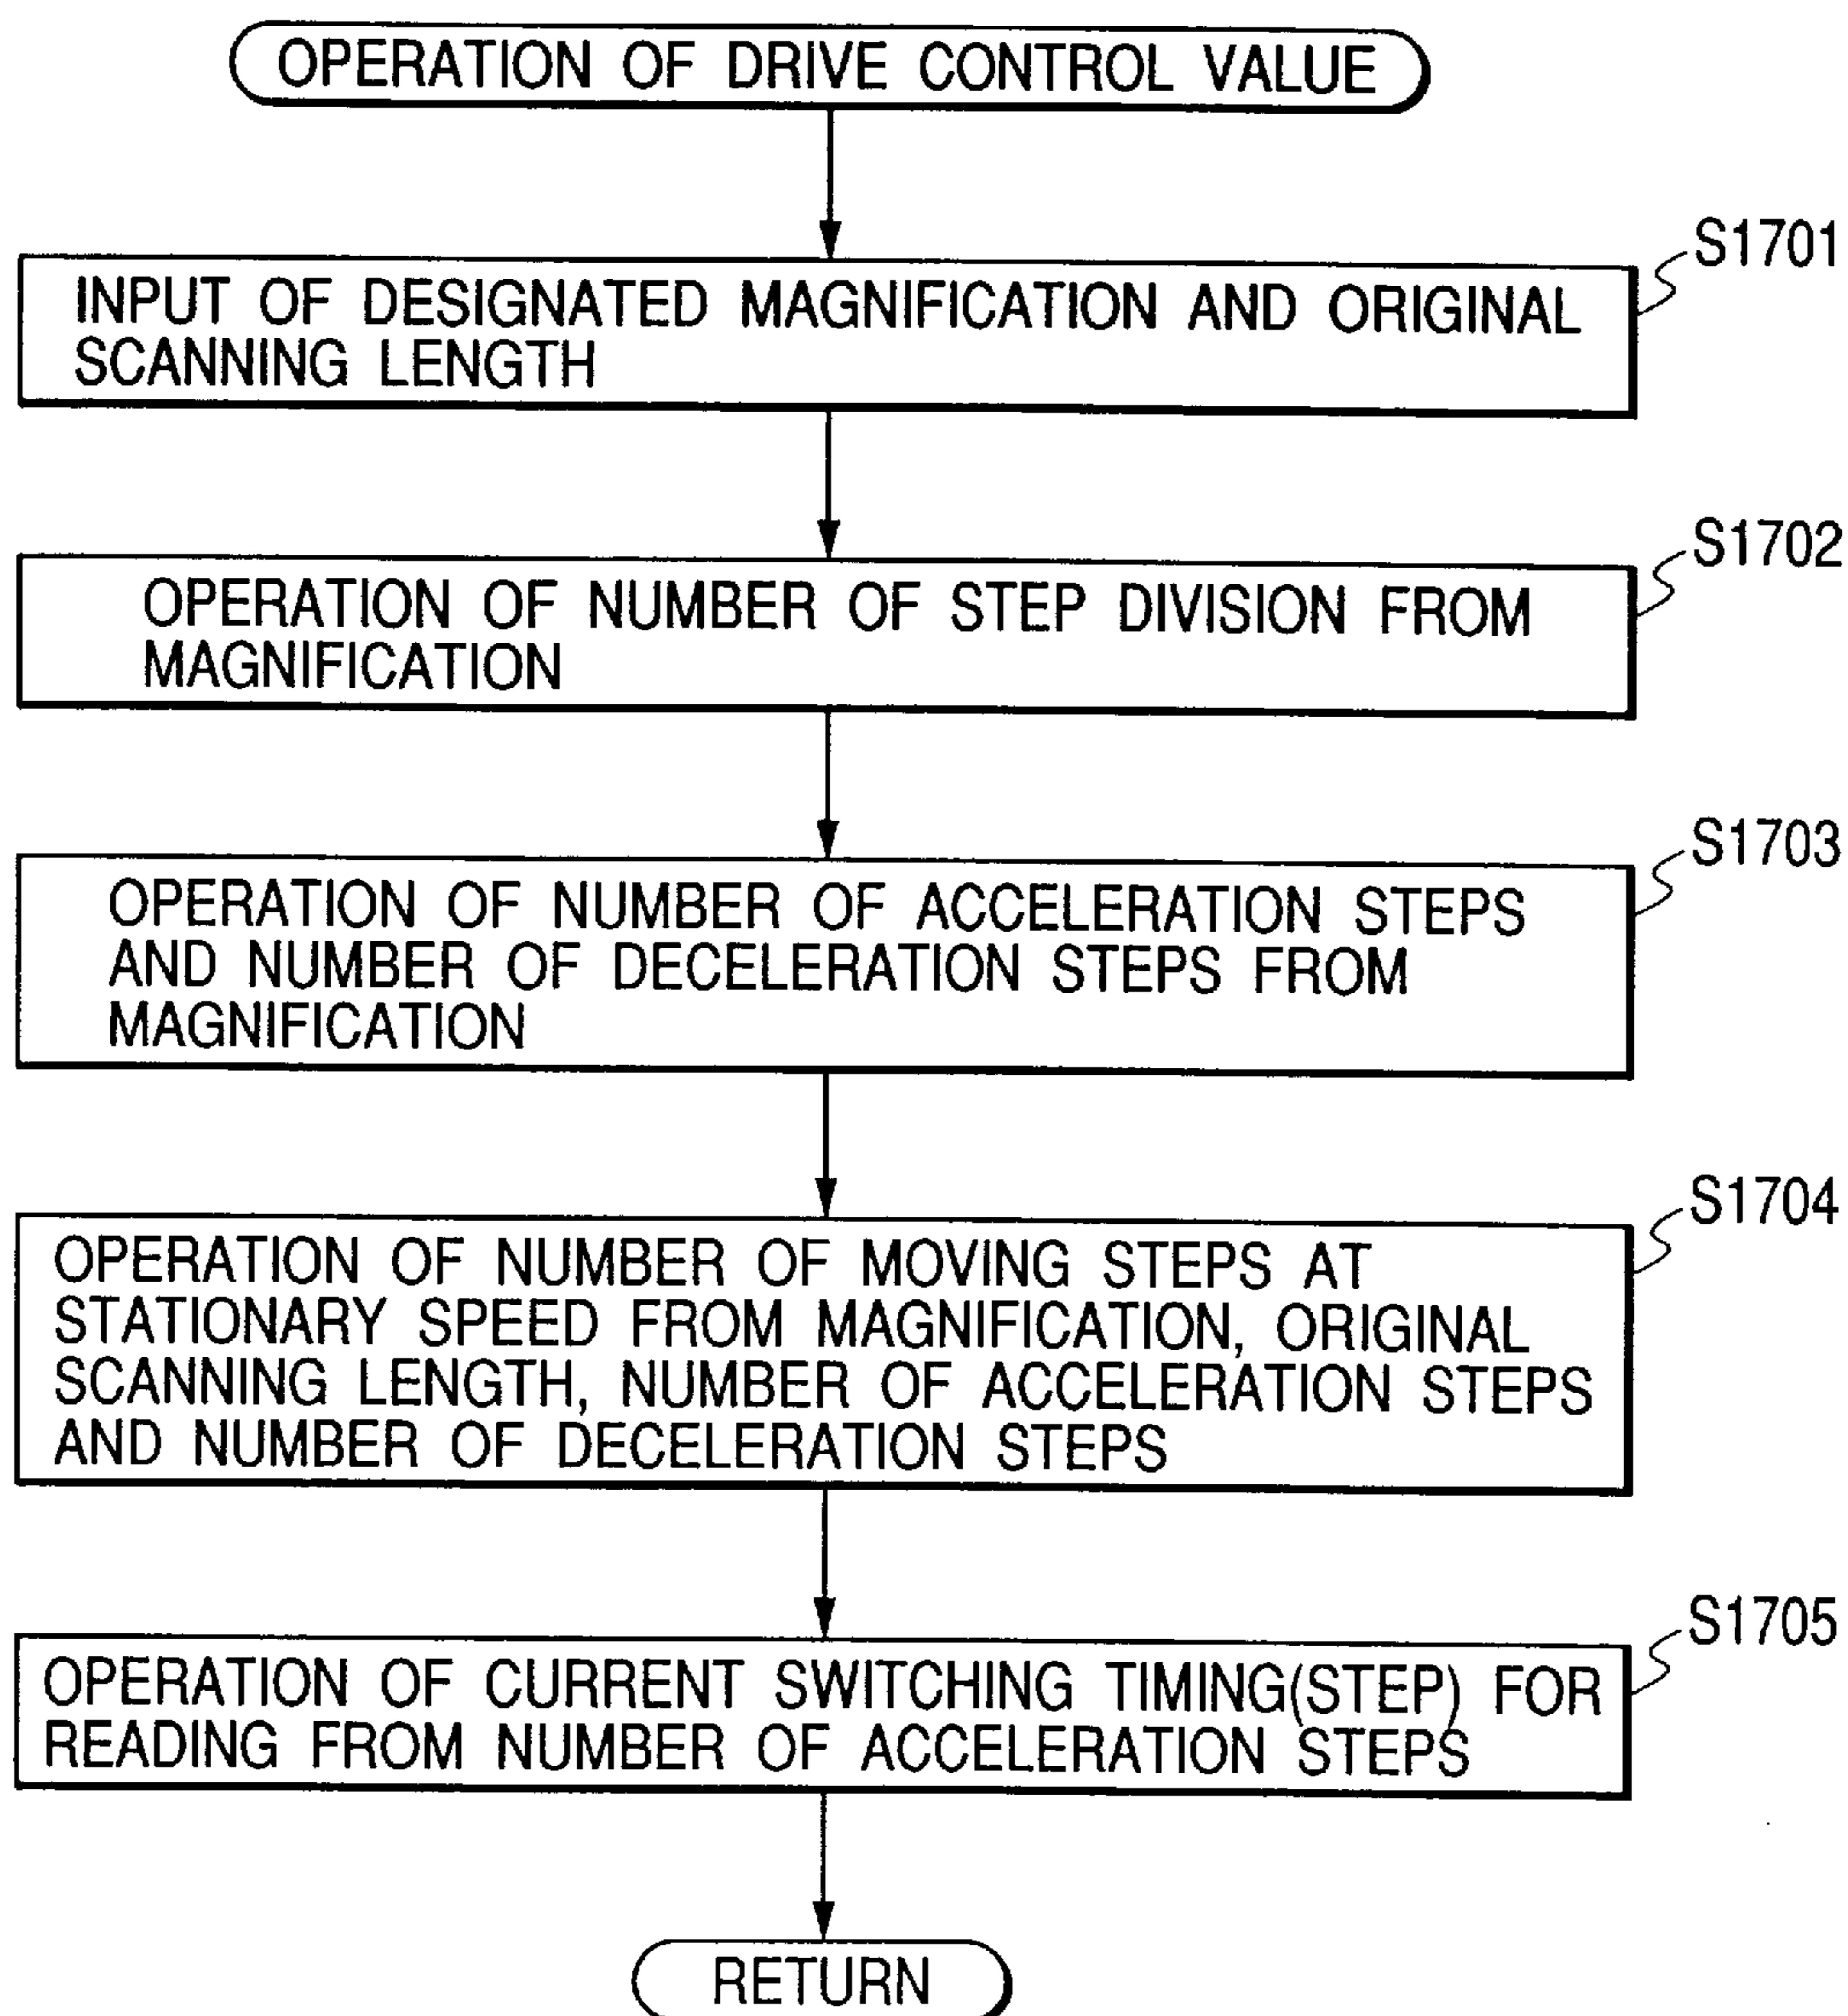 OPERATION OF DRIVE CONTROL VALUE
S1701
INPUT OF DESIGNATED MAGNIFICATION AND ORIGINAL
SCANNING LENGTH
S1702
OPERATION OF NUMBER OF STEP DIVISION FROM
MAGNIFICATION
S1703
OPERATION OF NUMBER OF ACCELERATION STEPS
AND NUMBER OF DECELERATION STEPS FROM
MAGNIFICATION
S1704
OPERATION OF NUMBER OF MOVING STEPS AT
STATIONARY SPEED FROM MAGNIFICATION, ORIGINAL
SCANNING LENGTH, NUMBER OF ACCELERATION STEPS
AND NUMBER OF DECELERATION STEPS
S1705
OPERATION OF CURRENT SWITCHING TIMING(STEP) FOR
READING FROM NUMBER OF ACCELERATION STEPS
RETURN